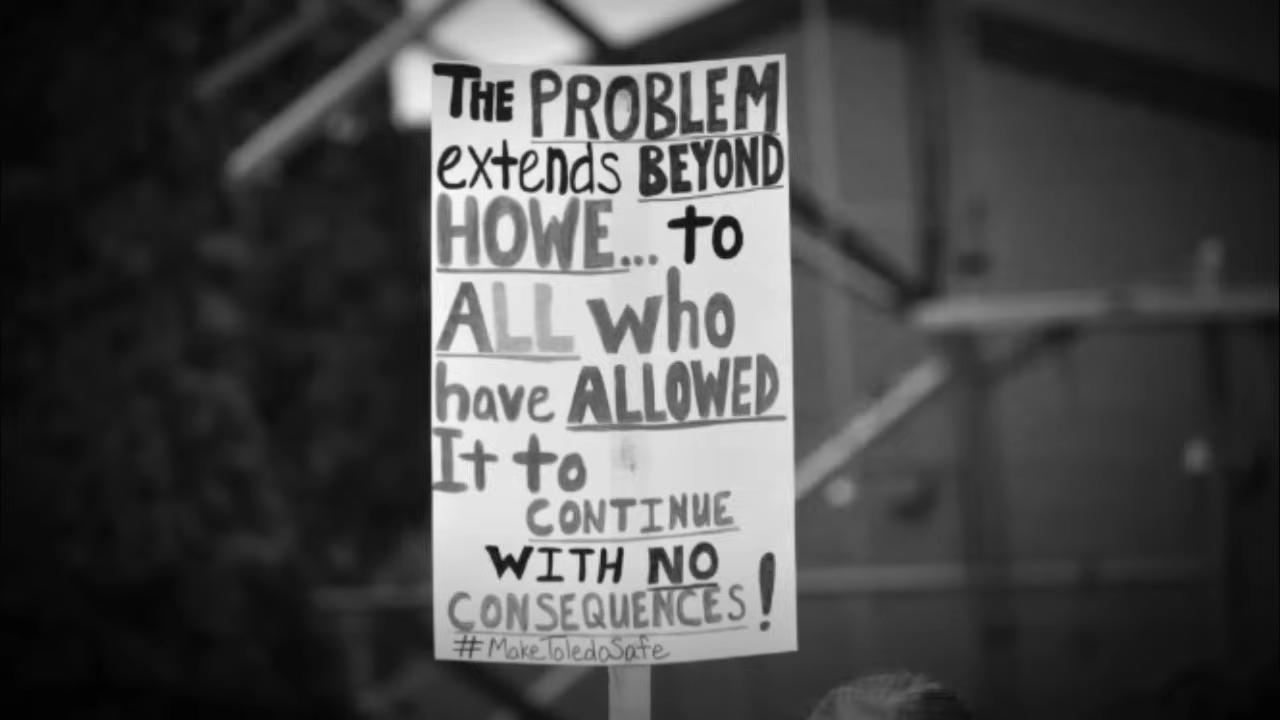 THE PROBLEM
extends BEYOND
HOWE... to
ALL who
have ALLOWED
It to
CONTINUE
WITH NO
CONSEQUENCES!
#MakeToledoSafe